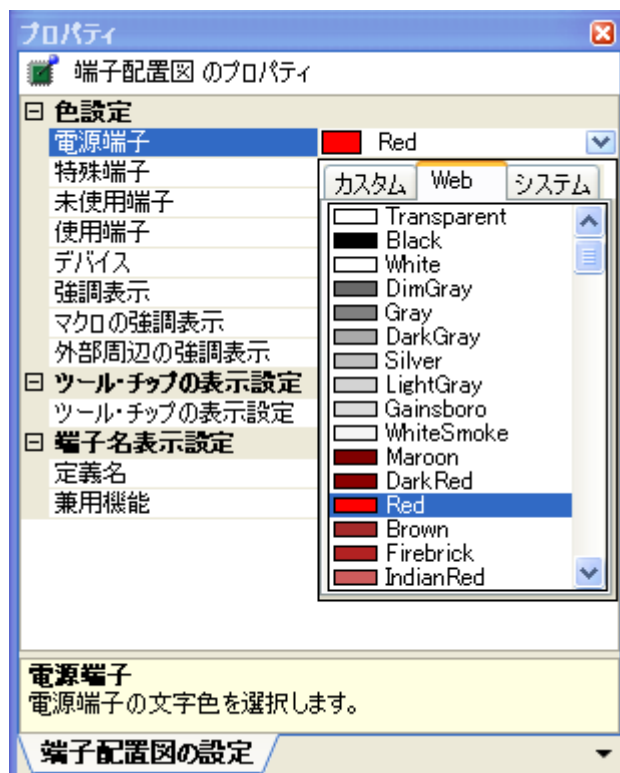 プロパティ
端子配置図 のプロパティ
色設定
電源端子 Red
特殊端子
未使用端子
使用端子
デバイス
強調表示
マクロの強調表示
外部周辺の強調表示
ツール・チップの表示設定
ツール・チップの表示設定
端子名表示設定
定義名
兼用機能
カスタム Web システム
Transparent
Black
White
DimGray
Gray
DarkGray
Silver
LightGray
Gainsboro
WhiteSmoke
Maroon
DarkRed
Red
Brown
Firebrick
IndianRed
電源端子
電源端子の文字色を選択します。
端子配置図の設定